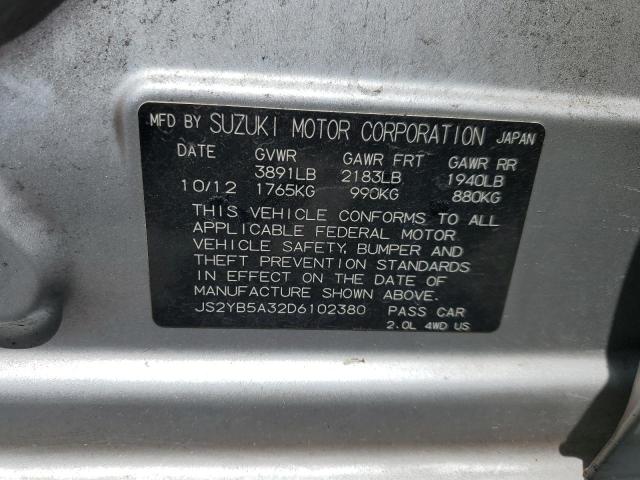 MFD BY SUZUKI MOTOR CORPORATION JAPAN
DATE GVWR GAWR FRT GAWR RR
3891LB 2183LB 1940LB
10/12 1765KG 990KG 880KG
THIS VEHICLE CONFORMS TO ALL
APPLICABLE FEDERAL MOTOR
VEHICLE SAFETY, BUMPER AND
THEFT PREVENTION STANDARDS
IN EFFECT ON THE DATE OF
MANUFACTURE SHOWN ABOVE.
JS2YB5A32D6102380 PASS CAR
2.0L 4WD US